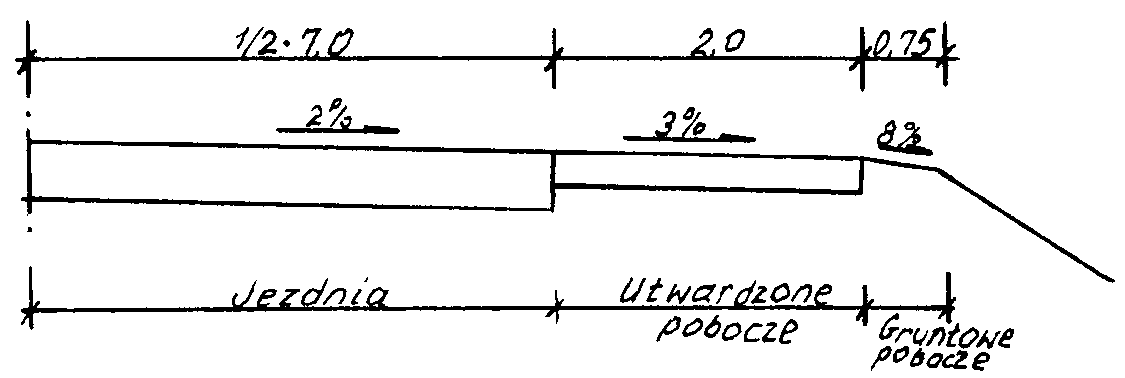 1/2·7,0
2,0
0,75
2%
3%
8%
Jezdnia
Utwardzone
pobocze
Gruntowe
pobocze